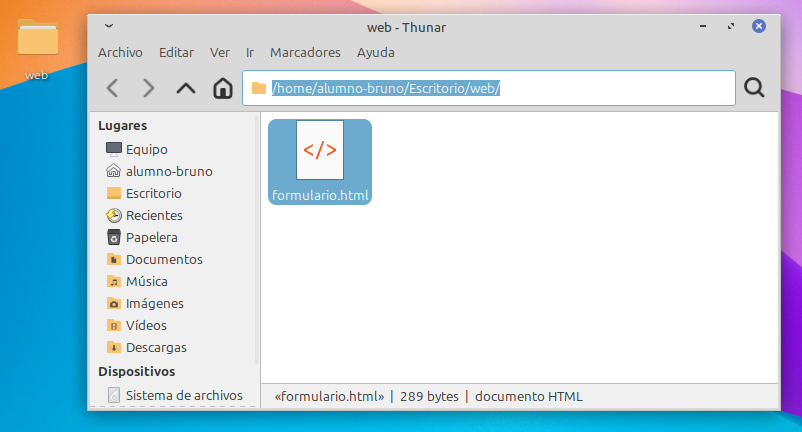 web
web - Thunar
Archivo Editar Ver Ir Marcadores Ayuda
/home/alumno-bruno/Escritorio/web/
Lugares
Equipo
alumno-bruno
Escritorio
Recientes
Papelera
Documentos
Música
Imágenes
Vídeos
Descargas
Dispositivos
Sistema de archivos
</>
formulario.html
«formulario.html» | 289 bytes | documento HTML